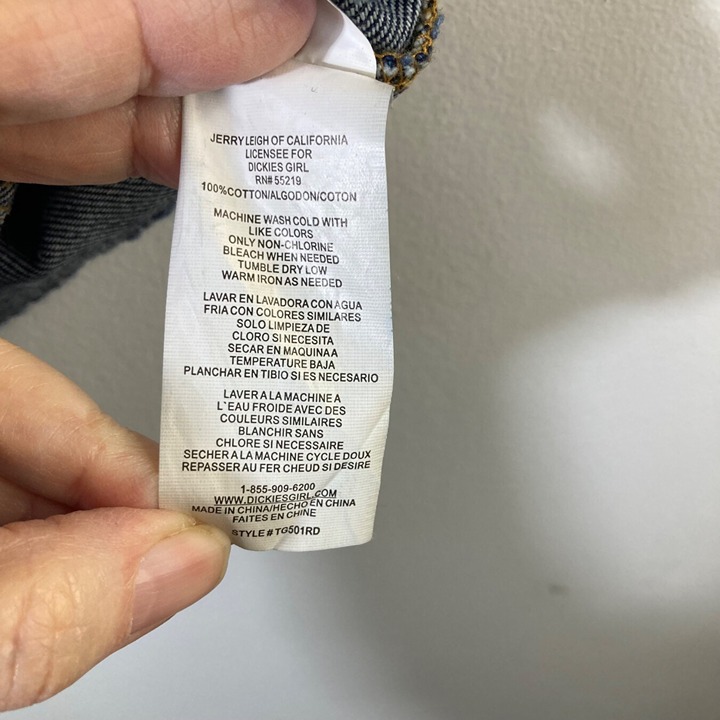 JERRY LEIGH OF CALIFORNIA
LICENSEE FOR
DICKIES GIRL
RN# 55219
100%COTTON/ALGODON/COTON
MACHINE WASH COLD WITH
LIKE COLORS
ONLY NON-CHLORINE
BLEACH WHEN NEEDED
TUMBLE DRY LOW
WARM IRON AS NEEDED
LAVAR EN LAVADORA CON AGUA
FRIA CON COLORES SIMILARES
SOLO LIMPIEZA DE
CLORO SI NECESITA
SECAR EN MAQUINA A
TEMPERATURE BAJA
PLANCHAR EN TIBIO SI ES NECESARIO
LAVER A LA MACHINE A
L`EAU FROIDE AVEC DES
COULEURS SIMILAIRES
BLANCHIR SANS
CHLORE SI NECESSAIRE
SECHER A LA MACHINE CYCLE DOUX
REPASSER AU FER CHEUD SI DESIRE
1-855-909-6200
WWW.DICKIESGIRL.COM
MADE IN CHINA/HECHO EN CHINA
FAITES EN CHINE
STYLE # TG501RD